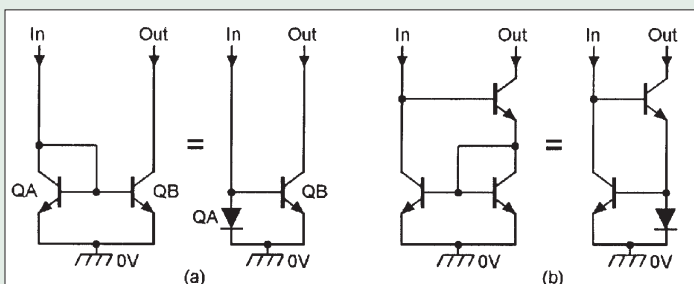 In Out In Out In Out In Out
= =
QA QB QB
QA
0V 0V 0V 0V
(a) (b)